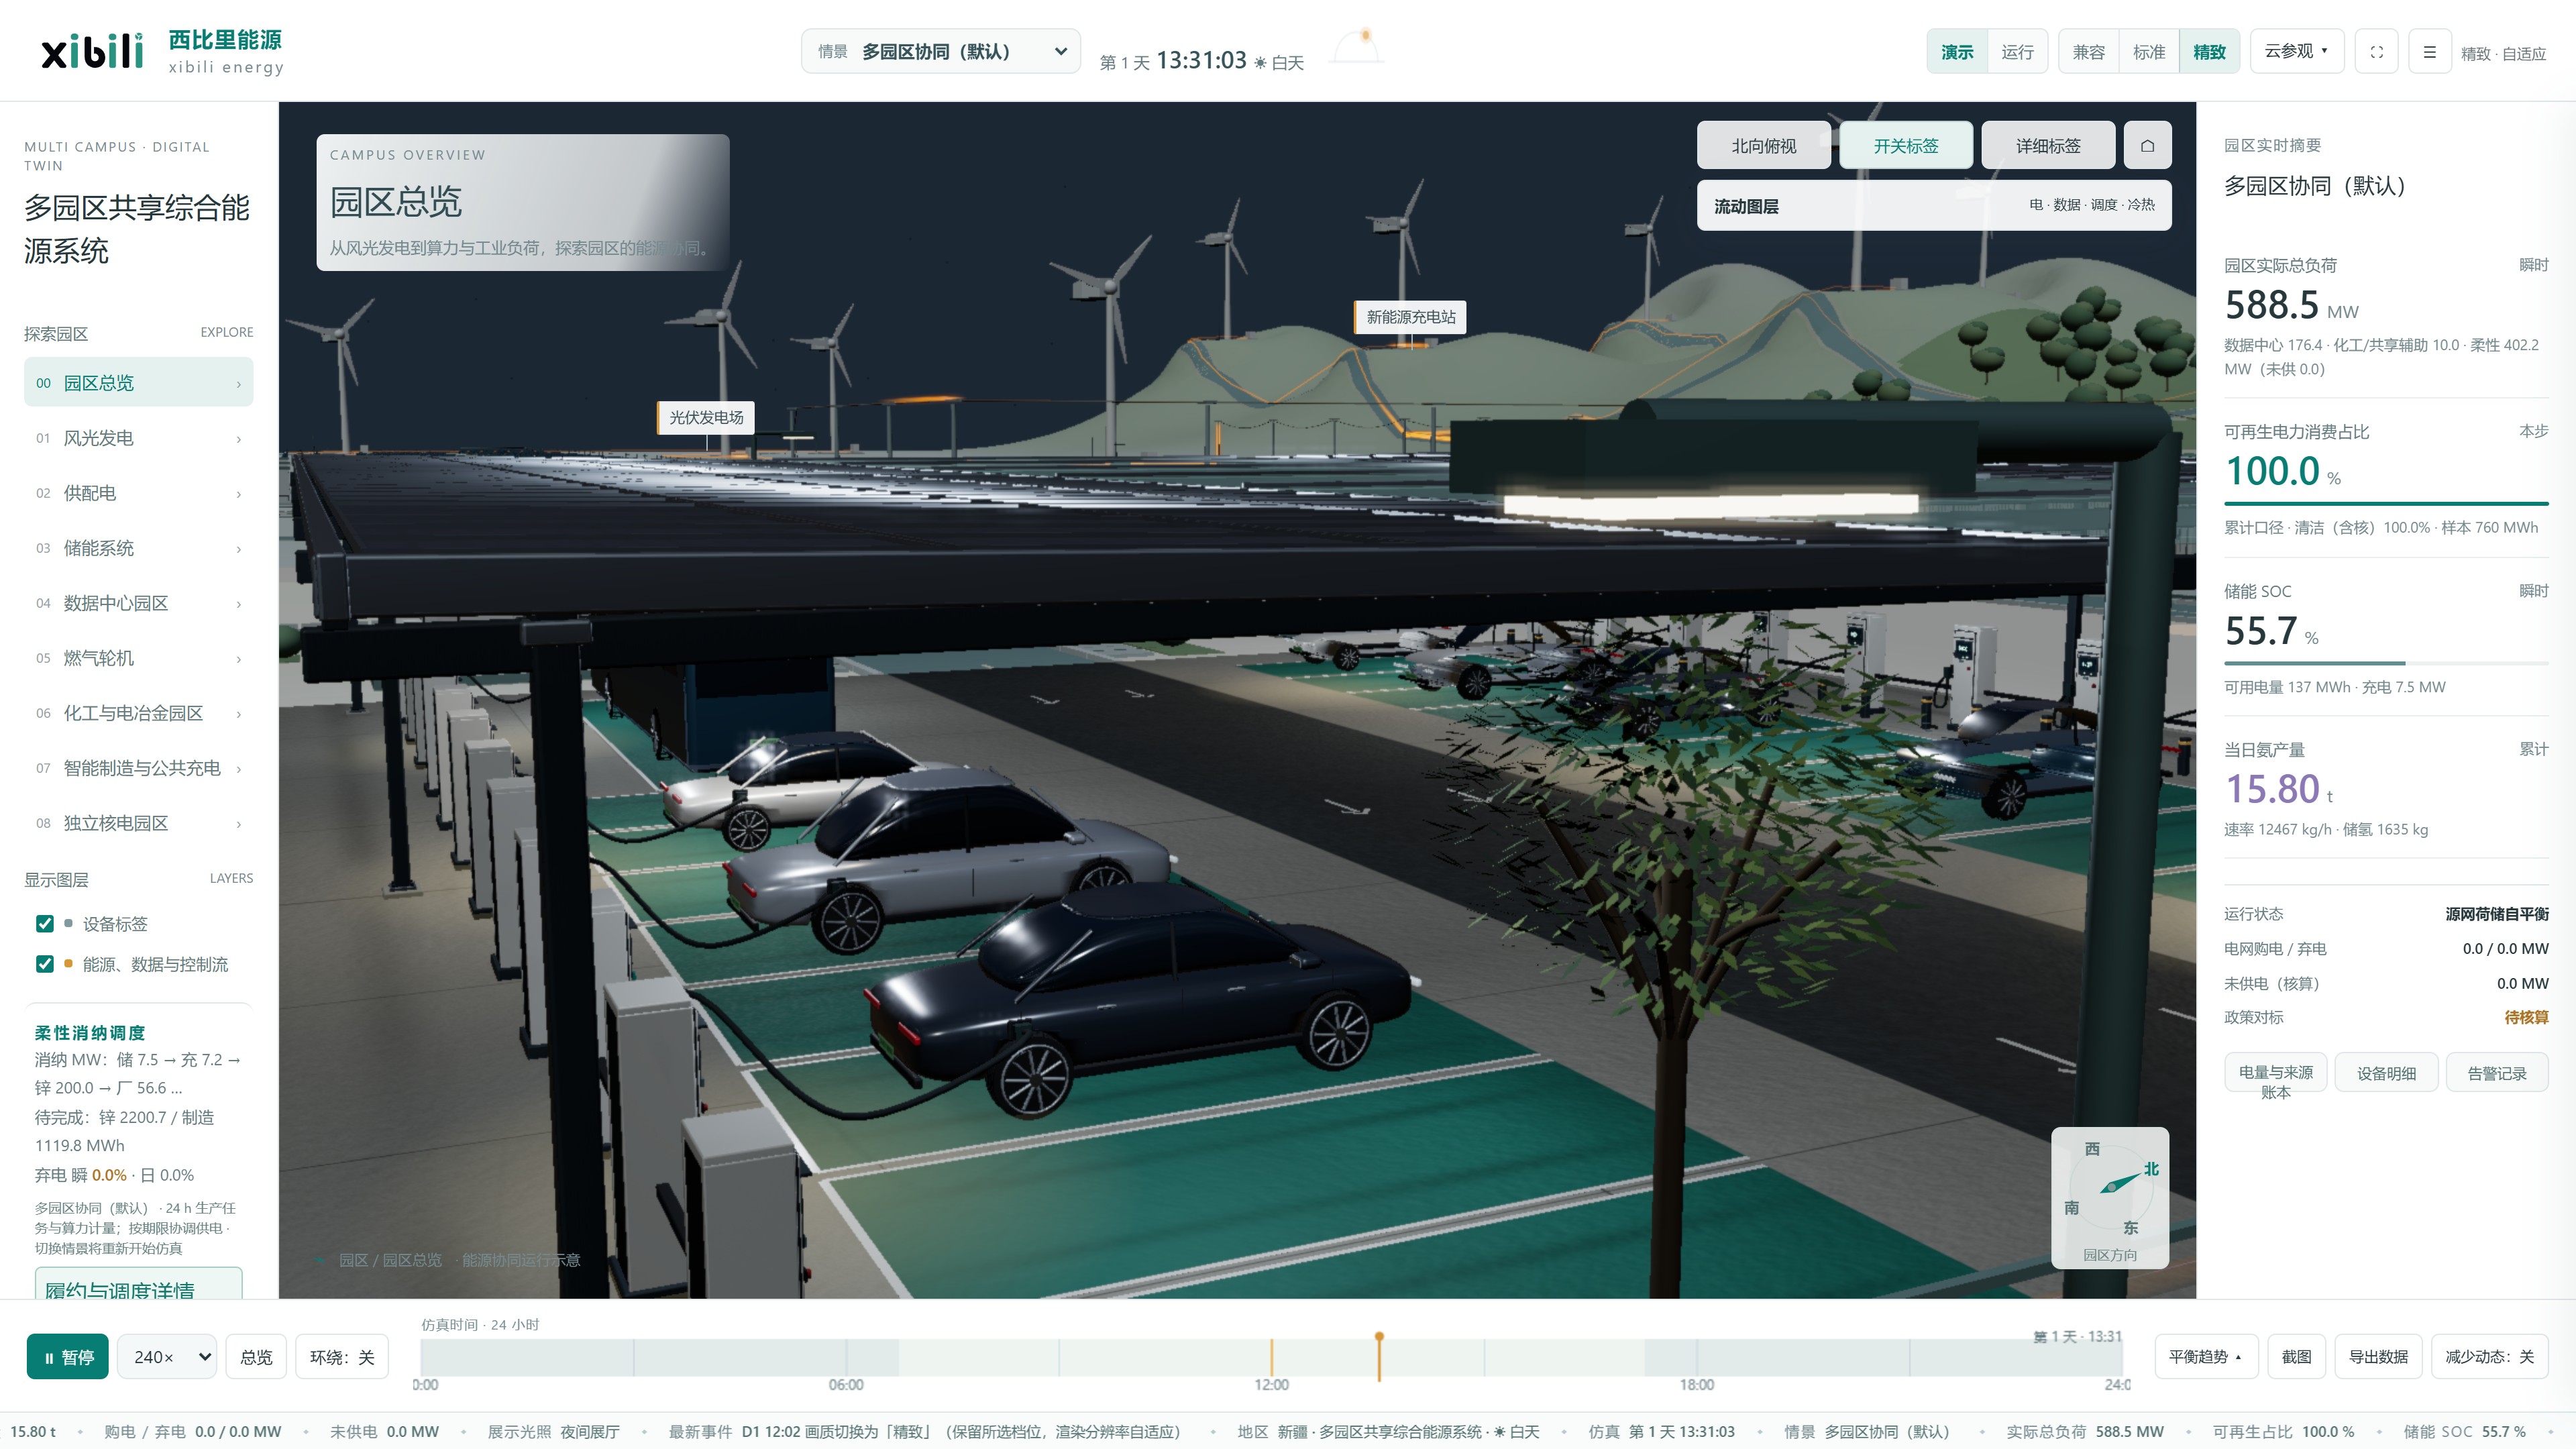 xibili
西比里能源
xibili energy
情景 多园区协同（默认）
第 1 天 13:31:03 ☀ 白天
演示 运行
兼容 标准 精致
云参观
精致 · 自适应
MULTI CAMPUS · DIGITAL
TWIN
多园区共享综合能
源系统
探索园区 EXPLORE
00 园区总览
01 风光发电
02 供配电
03 储能系统
04 数据中心园区
05 燃气轮机
06 化工与电冶金园区
07 智能制造与公共充电
08 独立核电园区
显示图层 LAYERS
设备标签
能源、数据与控制流
柔性消纳调度
消纳 MW：储 7.5 → 充 7.2 →
锌 200.0 → 厂 56.6 ...
待完成：锌 2200.7 / 制造
1119.8 MWh
弃电 瞬 0.0% · 日 0.0%
多园区协同（默认） · 24 h 生产任
务与算力计量；按期限协调供电 ·
切换情景将重新开始仿真
履约与调度详情
CAMPUS OVERVIEW
园区总览
从风光发电到算力与工业负荷，探索园区的能源协同。
北向俯视
开关标签
详细标签
流动图层 电 · 数据 · 调度 · 冷热
新能源充电站
光伏发电场
园区 / 园区总览 · 能源协同运行示意
西
北
南
东
园区方向
园区实时摘要
多园区协同（默认）
园区实际总负荷 瞬时
588.5 MW
数据中心 176.4 · 化工/共享辅助 10.0 · 柔性 402.2
MW（未供 0.0）
可再生电力消费占比 本步
100.0 %
累计口径 · 清洁（含核）100.0% · 样本 760 MWh
储能 SOC 瞬时
55.7 %
可用电量 137 MWh · 充电 7.5 MW
当日氨产量 累计
15.80 t
速率 12467 kg/h · 储氢 1635 kg
运行状态 源网荷储自平衡
电网购电 / 弃电 0.0 / 0.0 MW
未供电（核算） 0.0 MW
政策对标 待核算
电量与来源
账本
设备明细
告警记录
暂停
240×
总览
环绕：关
仿真时间 · 24 小时
第 1 天 · 13:31
0:00 06:00 12:00 18:00 24:0
平衡趋势
截图
导出数据
减少动态：关
15.80 t · 购电 / 弃电 0.0 / 0.0 MW · 未供电 0.0 MW · 展示光照 夜间展厅 · 最新事件 D1 12:02 画质切换为「精致」（保留所选档位，渲染分辨率自适应） · 地区 新疆 · 多园区共享综合能源系统 · ☀ 白天 · 仿真 第 1 天 13:31:03 · 情景 多园区协同（默认） · 实际总负荷 588.5 MW · 可再生占比 100.0 % · 储能 SOC 55.7 %